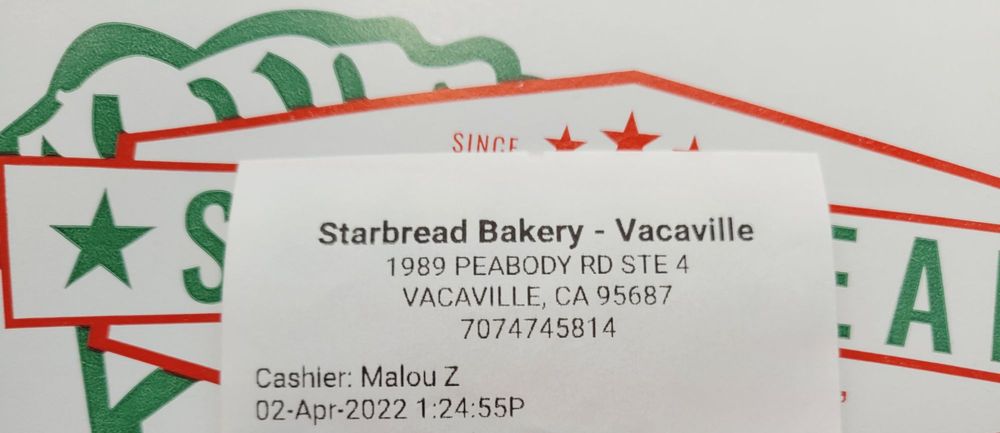 SINCE
Starbread Bakery - Vacaville
1989 PEABODY RD STE 4
VACAVILLE, CA 95687
7074745814
Cashier: Malou Z
02-Apr-2022 1:24:55P